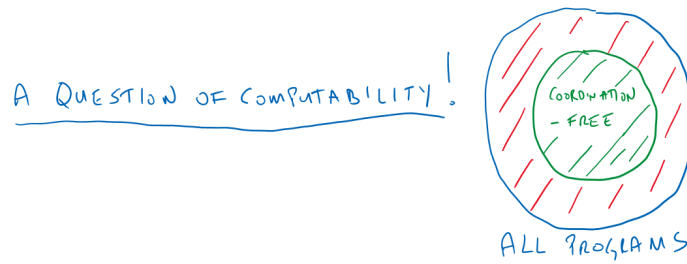 A QUESTION OF COMPUTABILITY!
COORDINATION
- FREE
ALL PROGRAMS